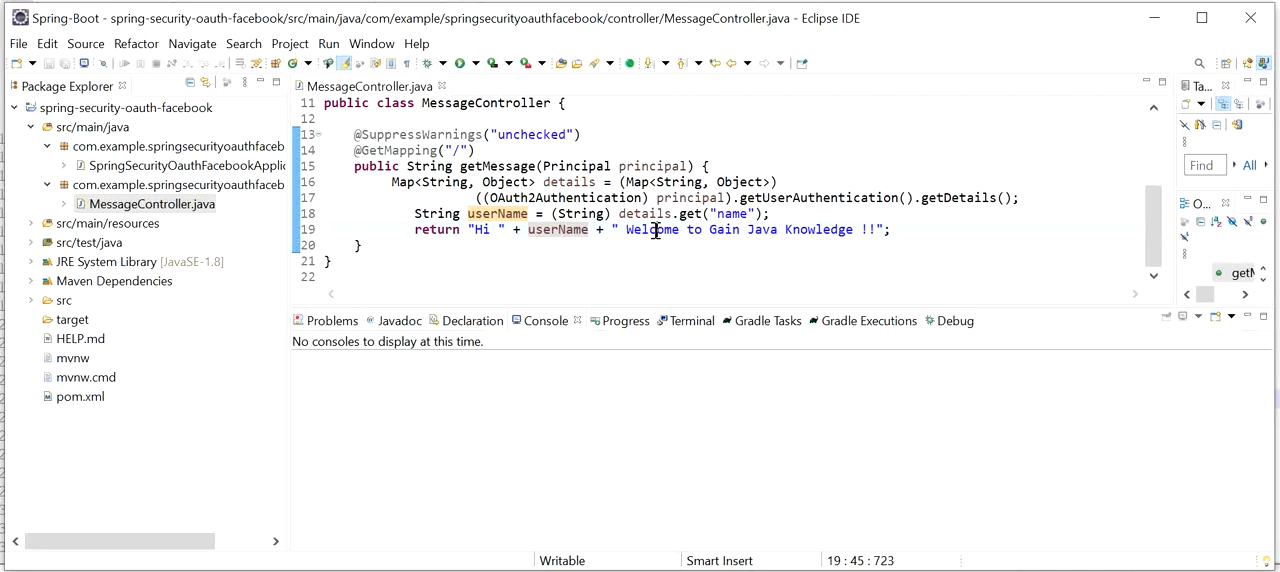 Spring-Boot - spring-security-oauth-facebook/src/main/java/com/example/springsecurityoauthfacebook/controller/MessageController.java - Eclipse IDE
File Edit Source Refactor Navigate Search Project Run Window Help
Package Explorer
spring-security-oauth-facebook
src/main/java
com.example.springsecurityoauthfaceb
SpringSecurityOauthFacebookApplic
com.example.springsecurityoauthfaceb
MessageController.java
src/main/resources
src/test/java
JRE System Library [JavaSE-1.8]
Maven Dependencies
src
target
HELP.md
mvnw
mvnw.cmd
pom.xml
MessageController.java
11 public class MessageController {
12
13 @SuppressWarnings("unchecked")
14 @GetMapping("/")
15 public String getMessage(Principal principal) {
16 Map<String, Object> details = (Map<String, Object>)
17 ((OAuth2Authentication) principal).getUserAuthentication().getDetails();
18 String userName = (String) details.get("name");
19 return "Hi " + userName + " Welcome to Gain Java Knowledge !!";
20 }
21 }
22
Problems Javadoc Declaration Console Progress Terminal Gradle Tasks Gradle Executions Debug
No consoles to display at this time.
Ta...
Find All
O...
getM
Writable Smart Insert 19 : 45 : 723